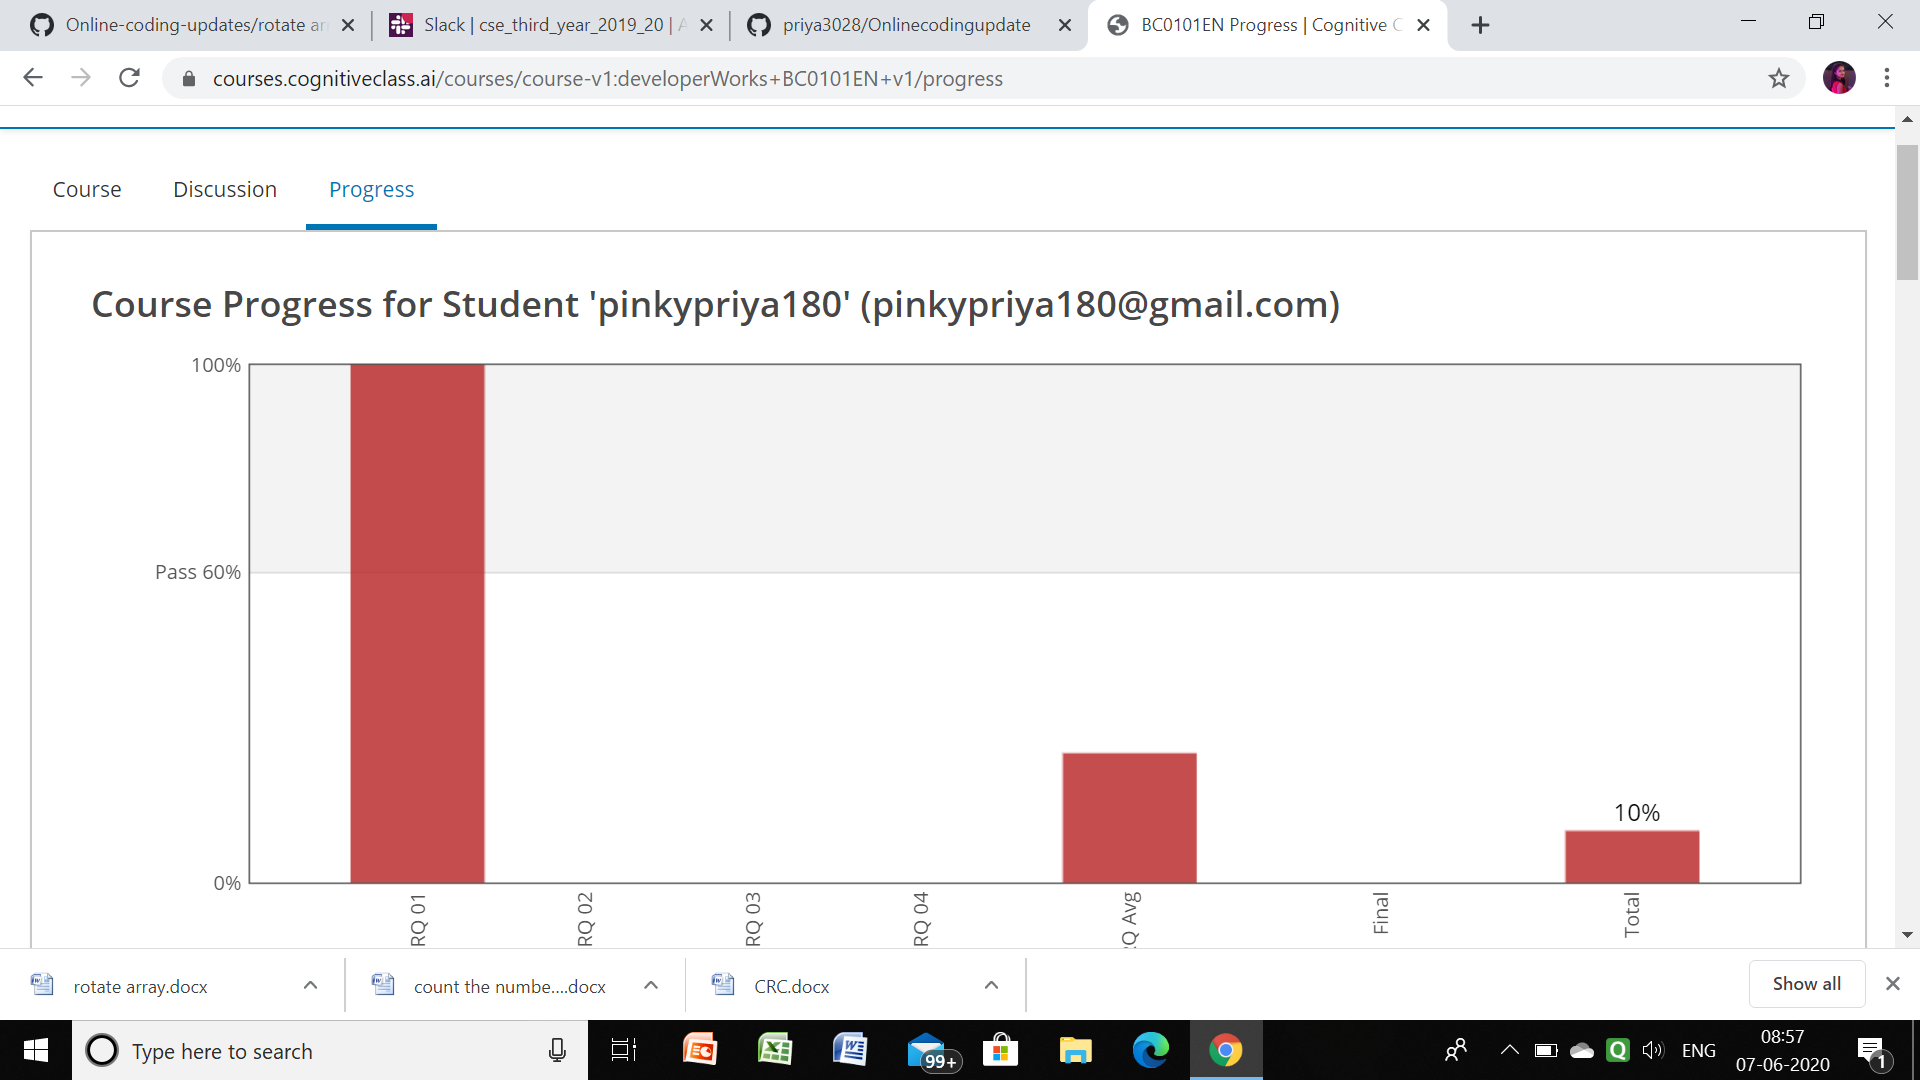 Online-coding-updates/rotate ar
Slack | cse_third_year_2019_20 | A
priya3028/Onlinecodingupdate
BC0101EN Progress | Cognitive C
courses.cognitiveclass.ai/courses/course-v1:developerWorks+BC0101EN+v1/progress
Course
Discussion
Progress
Course Progress for Student 'pinkypriya180' (pinkypriya180@gmail.com)
100%
Pass 60%
0%
10%
RQ 01
RQ 02
RQ 03
RQ 04
RQ Avg
Final
Total
rotate array.docx
count the numbe....docx
CRC.docx
Show all
Type here to search
99+
ENG
08:57
07-06-2020
1